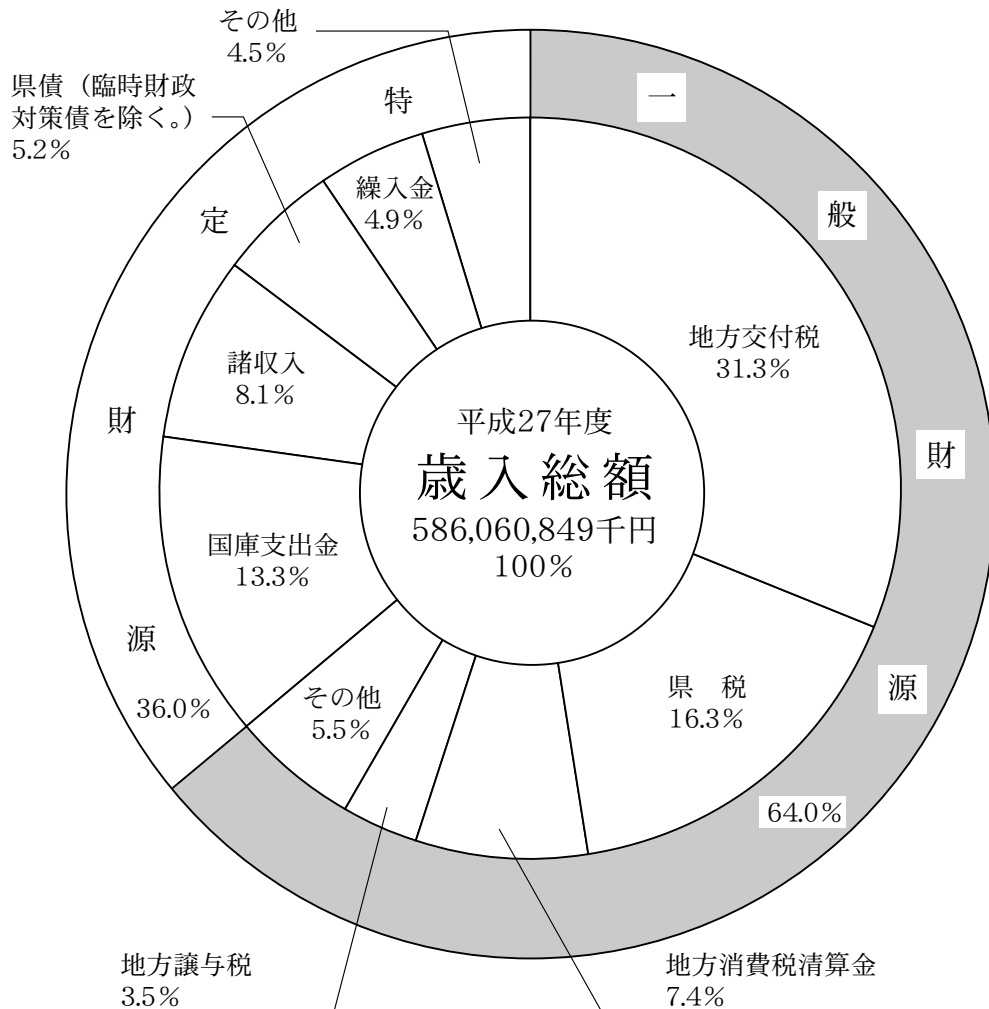 その他
4.5%
県債（臨時財政
対策債を除く。）
5.2%
特
定
財
源
36.0%
一
般
財
源
64.0%
繰入金
4.9%
地方交付税
31.3%
諸収入
8.1%
平成27年度
歳入総額
586,060,849千円
100%
国庫支出金
13.3%
県　税
16.3%
その他
5.5%
地方譲与税
3.5%
地方消費税清算金
7.4%